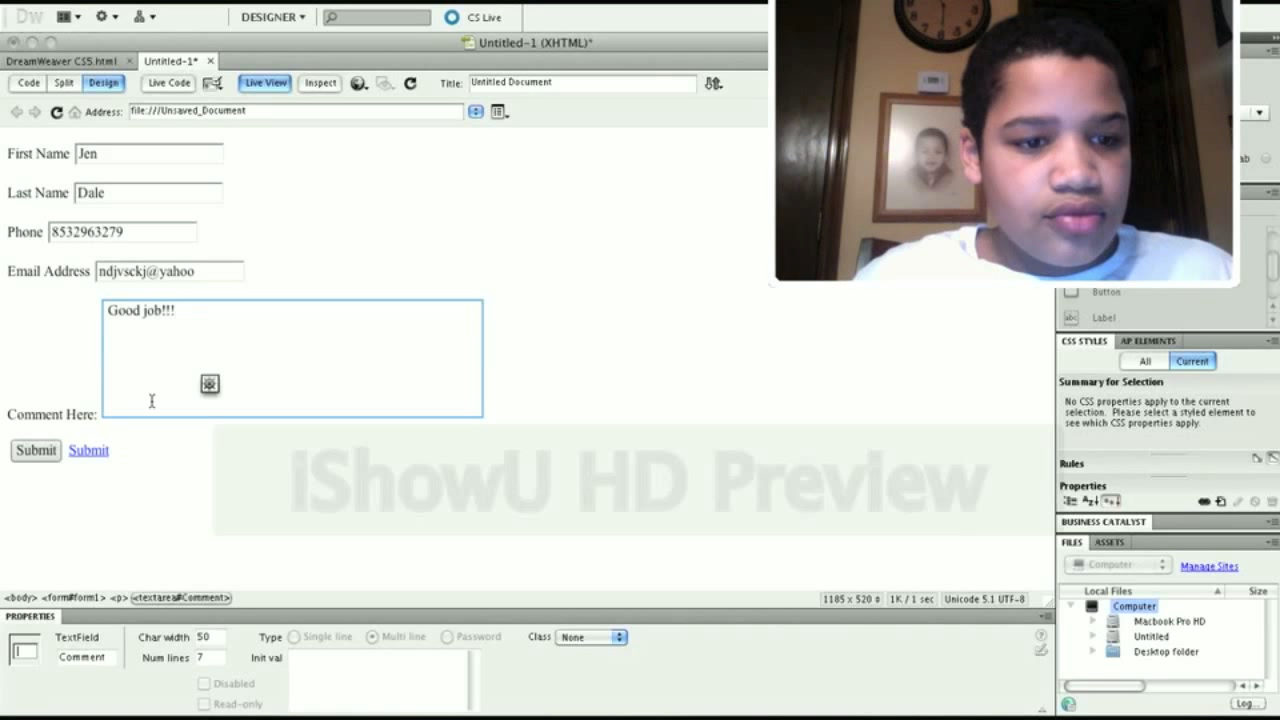 Dw DESIGNER CS Live
Untitled-1 (XHTML)*
DreamWeaver CS5.html Untitled-1*
Code Split Design Live Code Live View Inspect Title: Untitled Document
Address: file:///Unsaved_Document
First Name Jen
Last Name Dale
Phone 8532963279
Email Address ndjvsckj@yahoo
Good job!!!
Comment Here:
Submit Submit
iShowU HD Preview
<body> <form#form1> <p> <textarea#Comment> 1185 x 520 1K / 1 sec Unicode 5.1 UTF-8
PROPERTIES
TextField Char width 50 Type Single line Multi line Password Class None
Comment Num lines 7 Init val
Disabled
Read-only
Button
abc Label
CSS STYLES AP ELEMENTS
All Current
Summary for Selection
No CSS properties apply to the current
selection. Please select a styled element to
see which CSS properties apply.
Rules
Properties
BUSINESS CATALYST
FILES ASSETS
Computer Manage Sites
Local Files Size
Computer
Macbook Pro HD
Untitled
Desktop folder
Log...